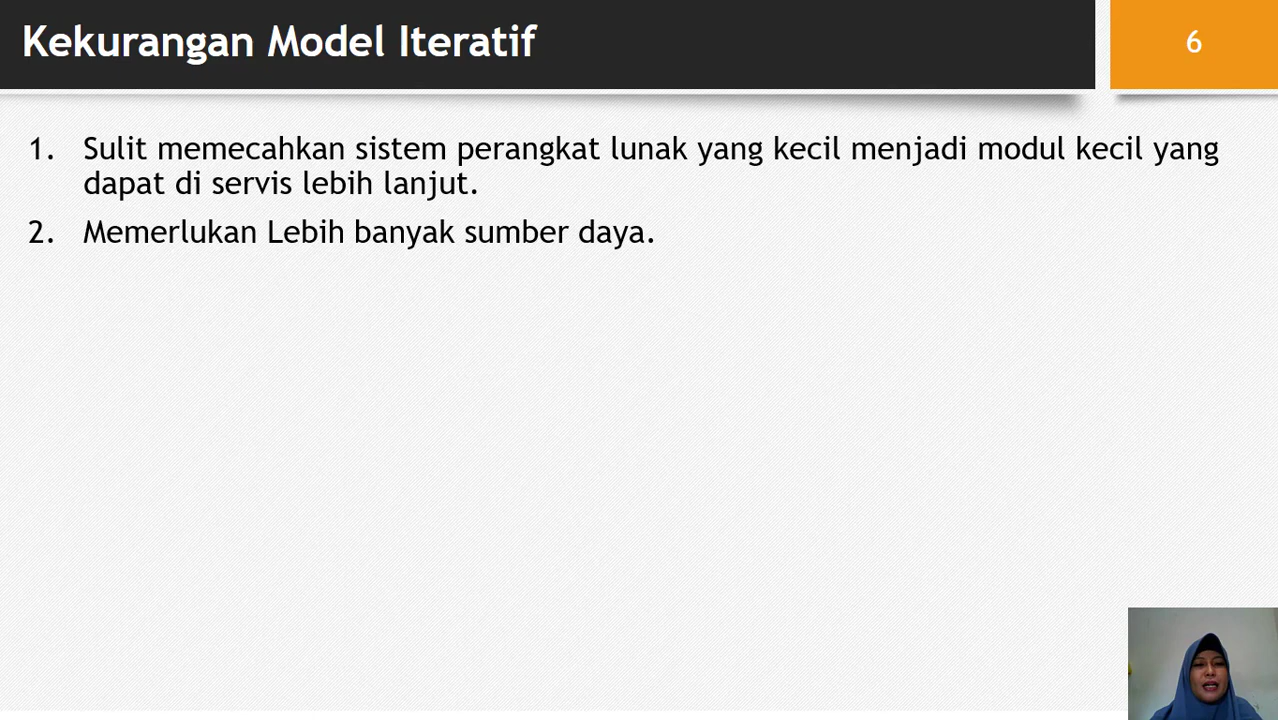 Kekurangan Model Iteratif
6
1. Sulit memecahkan sistem perangkat lunak yang kecil menjadi modul kecil yang
dapat di servis lebih lanjut.
2. Memerlukan Lebih banyak sumber daya.